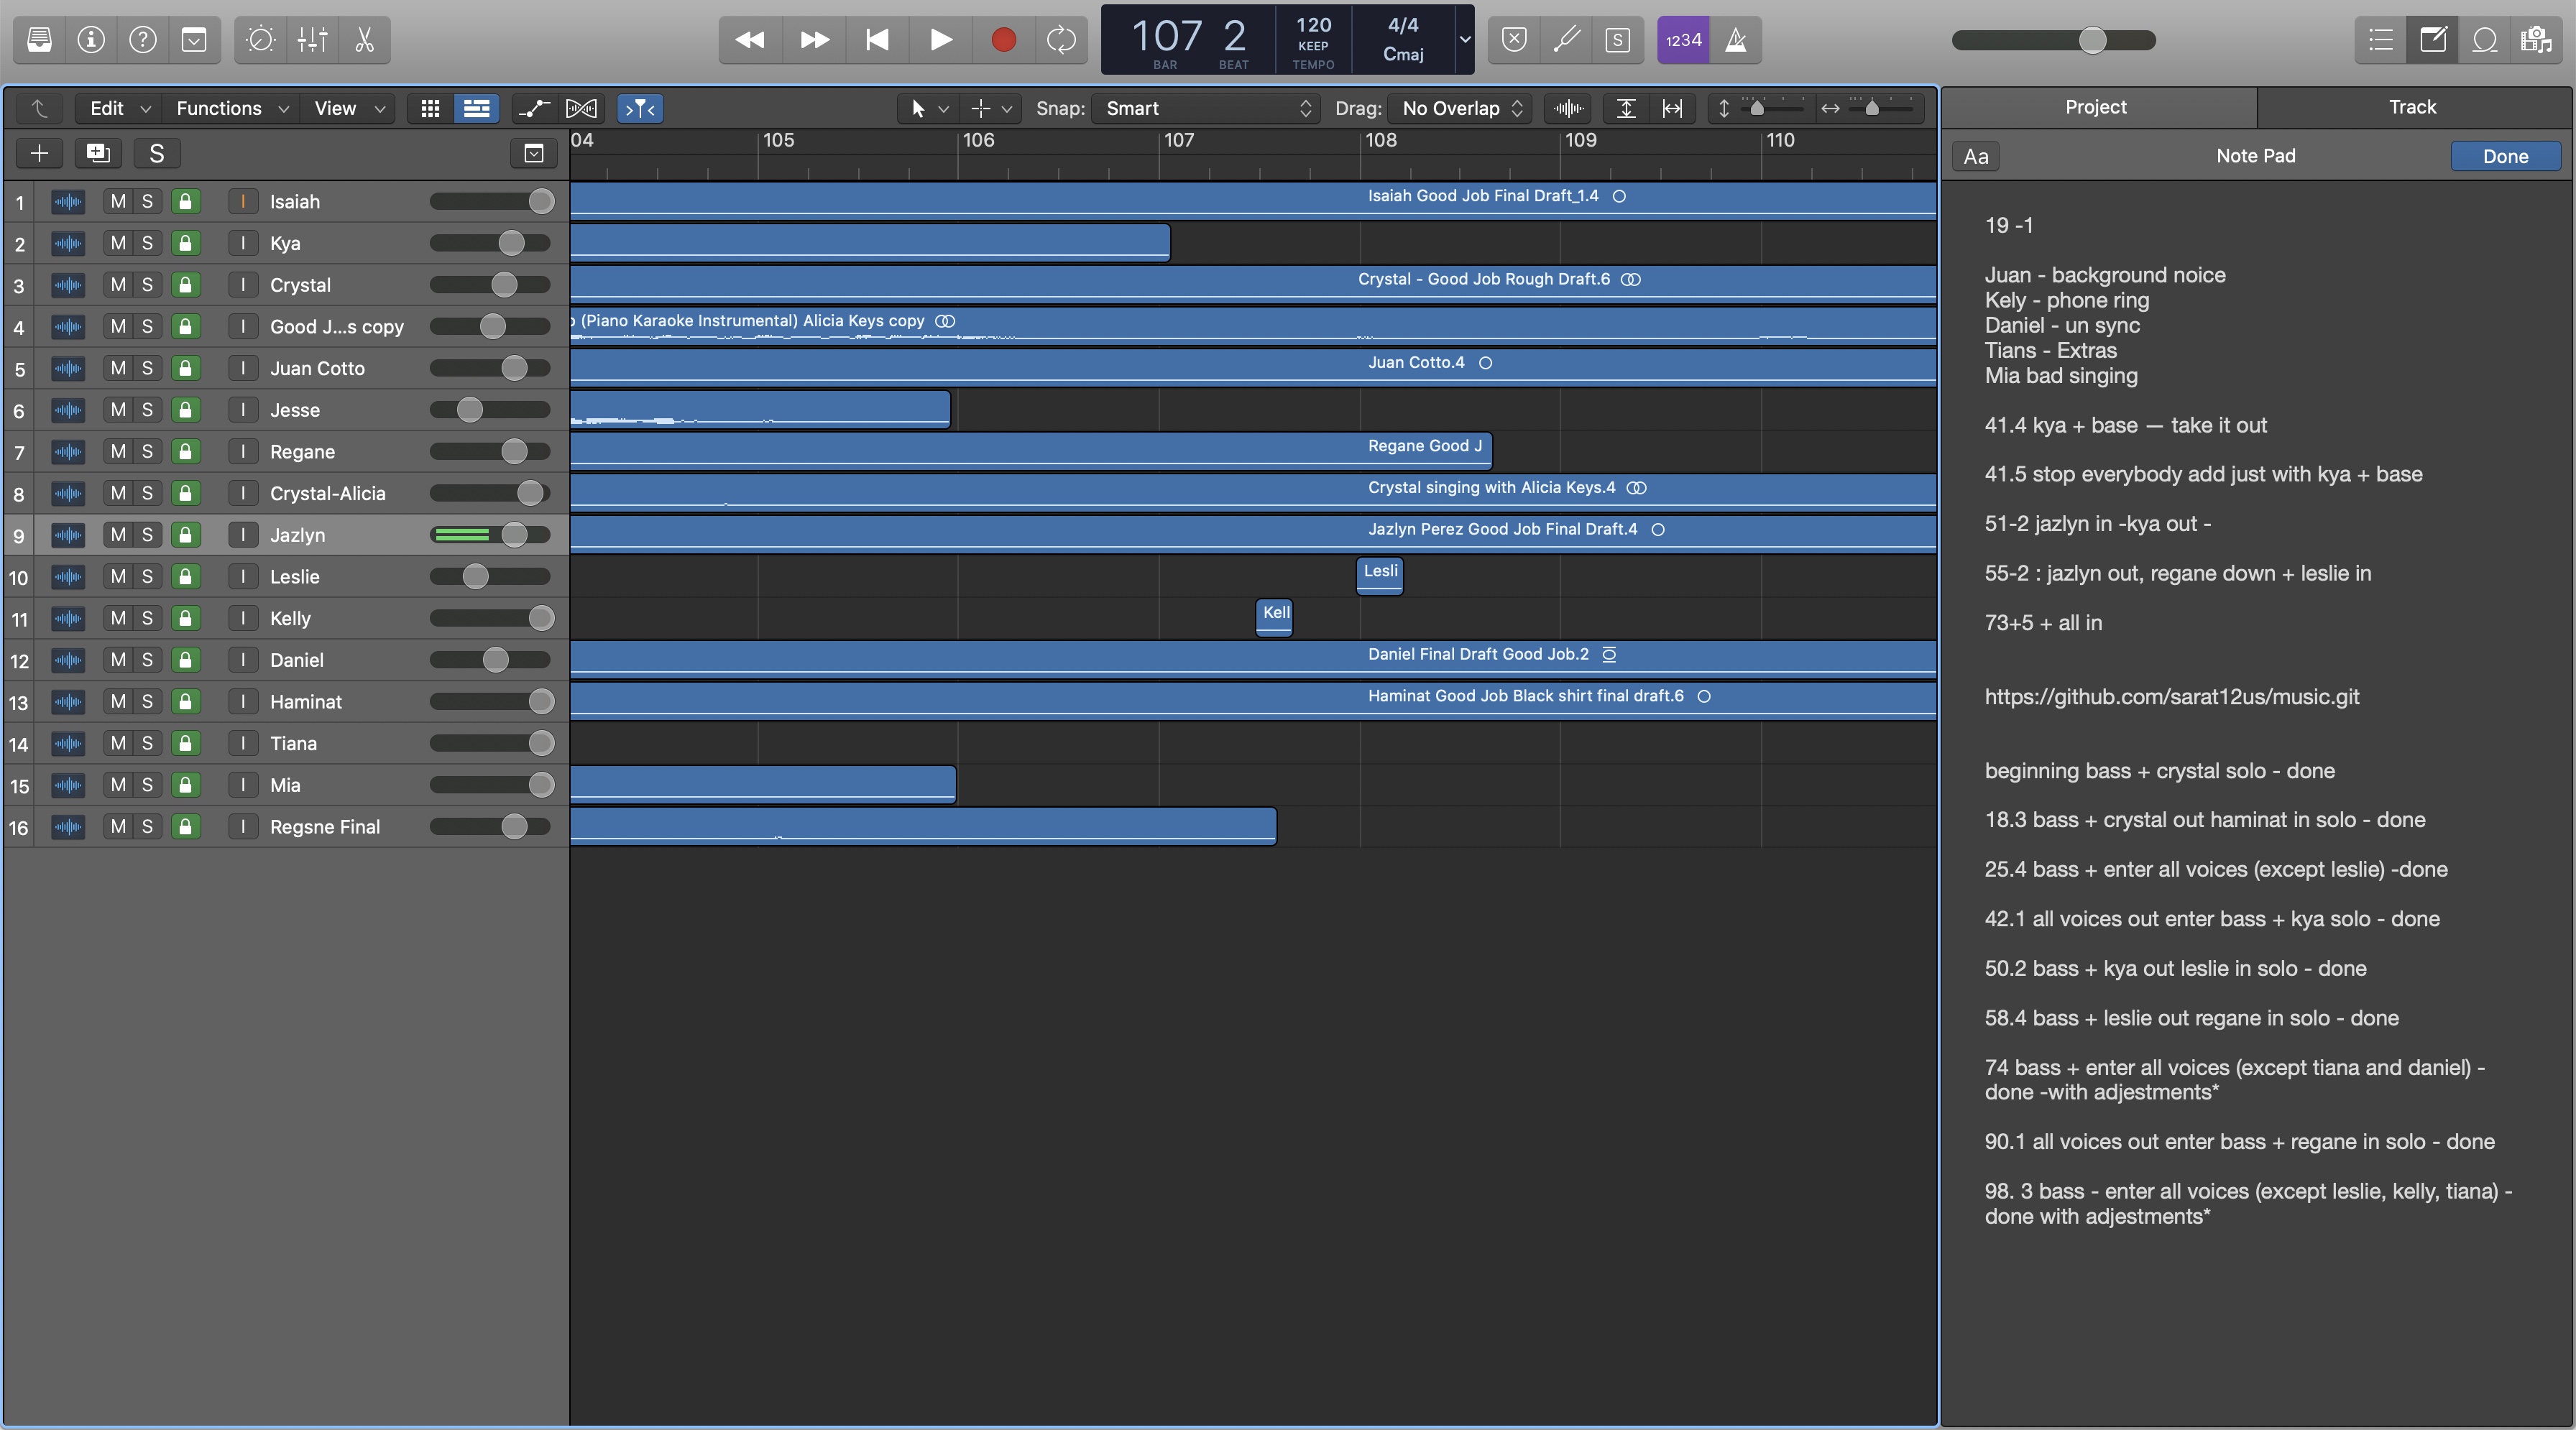 107 2 120 4/4
KEEP Cmaj
BAR BEAT TEMPO
S 1234
Edit Functions View Snap: Smart Drag: No Overlap
Project Track
S
04 105 106 107 108 109 110
Aa Note Pad Done
1 M S I Isaiah
Isaiah Good Job Final Draft_1.4
2 M S I Kya
3 M S I Crystal
Crystal - Good Job Rough Draft.6
4 M S I Good J...s copy
(Piano Karaoke Instrumental) Alicia Keys copy
5 M S I Juan Cotto
Juan Cotto.4
6 M S I Jesse
7 M S I Regane
Regane Good J
8 M S I Crystal-Alicia
Crystal singing with Alicia Keys.4
9 M S I Jazlyn
Jazlyn Perez Good Job Final Draft.4
10 M S I Leslie
Lesli
11 M S I Kelly
Kell
12 M S I Daniel
Daniel Final Draft Good Job.2
13 M S I Haminat
Haminat Good Job Black shirt final draft.6
14 M S I Tiana
15 M S I Mia
16 M S I Regsne Final
19 -1
Juan - background noice
Kely - phone ring
Daniel - un sync
Tians - Extras
Mia bad singing
41.4 kya + base — take it out
41.5 stop everybody add just with kya + base
51-2 jazlyn in -kya out -
55-2 : jazlyn out, regane down + leslie in
73+5 + all in
https://github.com/sarat12us/music.git
beginning bass + crystal solo - done
18.3 bass + crystal out haminat in solo - done
25.4 bass + enter all voices (except leslie) -done
42.1 all voices out enter bass + kya solo - done
50.2 bass + kya out leslie in solo - done
58.4 bass + leslie out regane in solo - done
74 bass + enter all voices (except tiana and daniel) -
done -with adjestments*
90.1 all voices out enter bass + regane in solo - done
98. 3 bass - enter all voices (except leslie, kelly, tiana) -
done with adjestments*